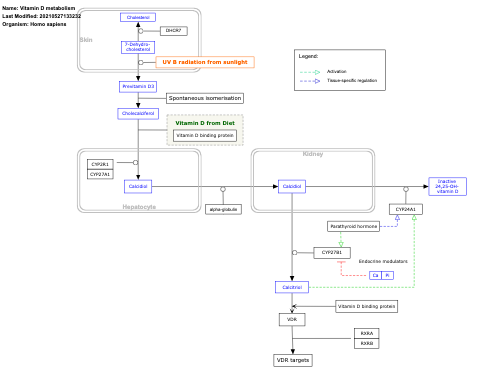 Name: Vitamin D metabolism
Last Modified: 20210527133232
Organism: Homo sapiens
Cholesterol
DHCR7
Skin
7-Dehydro-
cholesterol
UV B radiation from sunlight
Previtamin D3
Spontaneous isomerisation
Cholecalciferol
Vitamin D from Diet
Vitamin D binding protein
Legend:
Activation
Tissue-specific regulation
Kidney
CYP2R1
CYP27A1
Calcidiol
Calcidiol
Inactive
24,25-OH-
vitamin D
Hepatocyte
alpha-globule
CYP24A1
Parathyroid hormone
CYP27B1
Endocrine modulators
Ca
Pi
Calcitriol
Vitamin D binding protein
VDR
RXRA
RXRB
VDR targets